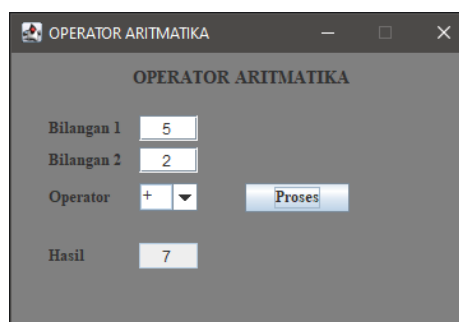 OPERATOR ARITMATIKA
OPERATOR ARITMATIKA
Bilangan 1 5
Bilangan 2 2
Operator + Proses
Hasil 7